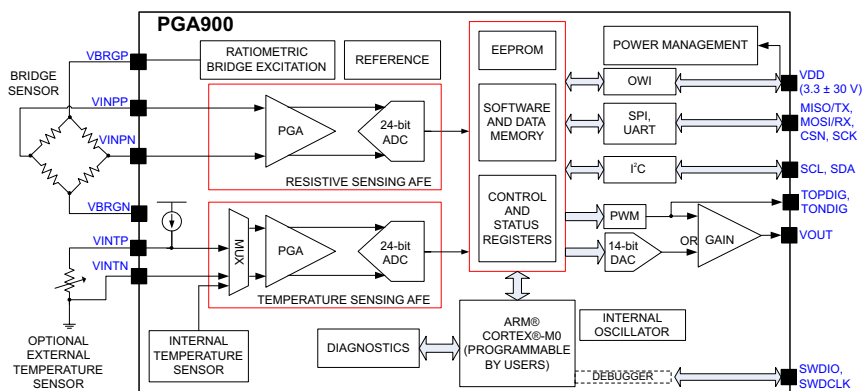 PGA900
VBRGP
RATIOMETRIC
BRIDGE EXCITATION
REFERENCE
EEPROM
POWER MANAGEMENT
BRIDGE
SENSOR
VINPP
VINPN
PGA
24-bit
ADC
RESISTIVE SENSING AFE
SOFTWARE
AND DATA
MEMORY
OWI
VDD
(3.3 ± 30 V)
SPI,
UART
MISO/TX,
MOSI/RX,
CSN, SCK
I²C
SCL, SDA
VBRGN
VINTP
VINTN
MUX
PGA
24-bit
ADC
TEMPERATURE SENSING AFE
CONTROL
AND
STATUS
REGISTERS
PWM
14-bit
DAC
OR
GAIN
TOPDIG,
TONDIG
VOUT
OPTIONAL
EXTERNAL
TEMPERATURE
SENSOR
INTERNAL
TEMPERATURE
SENSOR
DIAGNOSTICS
ARM®
CORTEX®-M0
(PROGRAMMABLE
BY USERS)
INTERNAL
OSCILLATOR
DEBUGGER
SWDIO,
SWDCLK